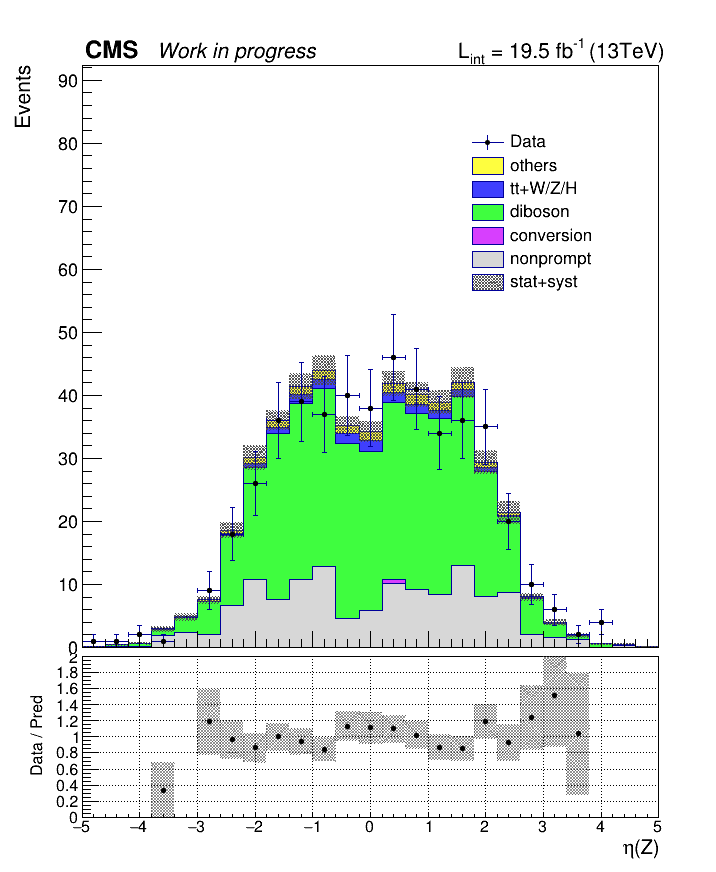 CMS Work in progress L_int = 19.5 fb^-1 (13TeV)
Events
90
80
70
60
50
40
30
20
10
0
Data
others
tt+W/Z/H
diboson
conversion
nonprompt
stat+syst
Data / Pred
2
1.8
1.6
1.4
1.2
1
0.8
0.6
0.4
0.2
0
−5 −4 −3 −2 −1 0 1 2 3 4 5
η(Z)